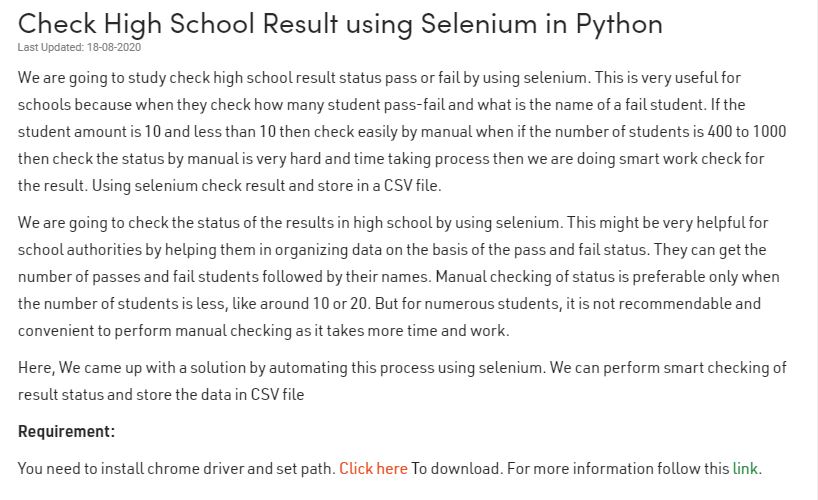 Check High School Result using Selenium in Python
Last Updated: 18-08-2020
We are going to study check high school result status pass or fail by using selenium. This is very useful for
schools because when they check how many student pass-fail and what is the name of a fail student. If the
student amount is 10 and less than 10 then check easily by manual when if the number of students is 400 to 1000
then check the status by manual is very hard and time taking process then we are doing smart work check for
the result. Using selenium check result and store in a CSV file.
We are going to check the status of the results in high school by using selenium. This might be very helpful for
school authorities by helping them in organizing data on the basis of the pass and fail status. They can get the
number of passes and fail students followed by their names. Manual checking of status is preferable only when
the number of students is less, like around 10 or 20. But for numerous students, it is not recommendable and
convenient to perform manual checking as it takes more time and work.
Here, We came up with a solution by automating this process using selenium. We can perform smart checking of
result status and store the data in CSV file
Requirement:
You need to install chrome driver and set path. Click here To download. For more information follow this link.